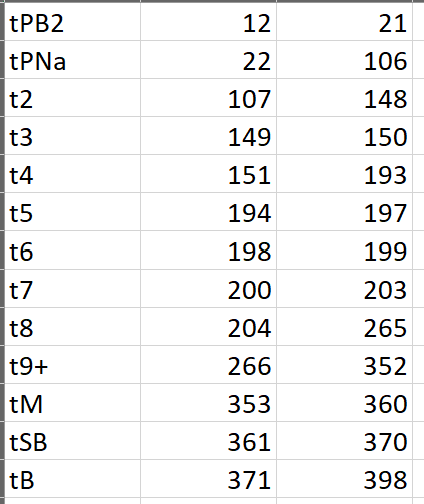 tPB2 12 21
tPNa 22 106
t2 107 148
t3 149 150
t4 151 193
t5 194 197
t6 198 199
t7 200 203
t8 204 265
t9+ 266 352
tM 353 360
tSB 361 370
tB 371 398